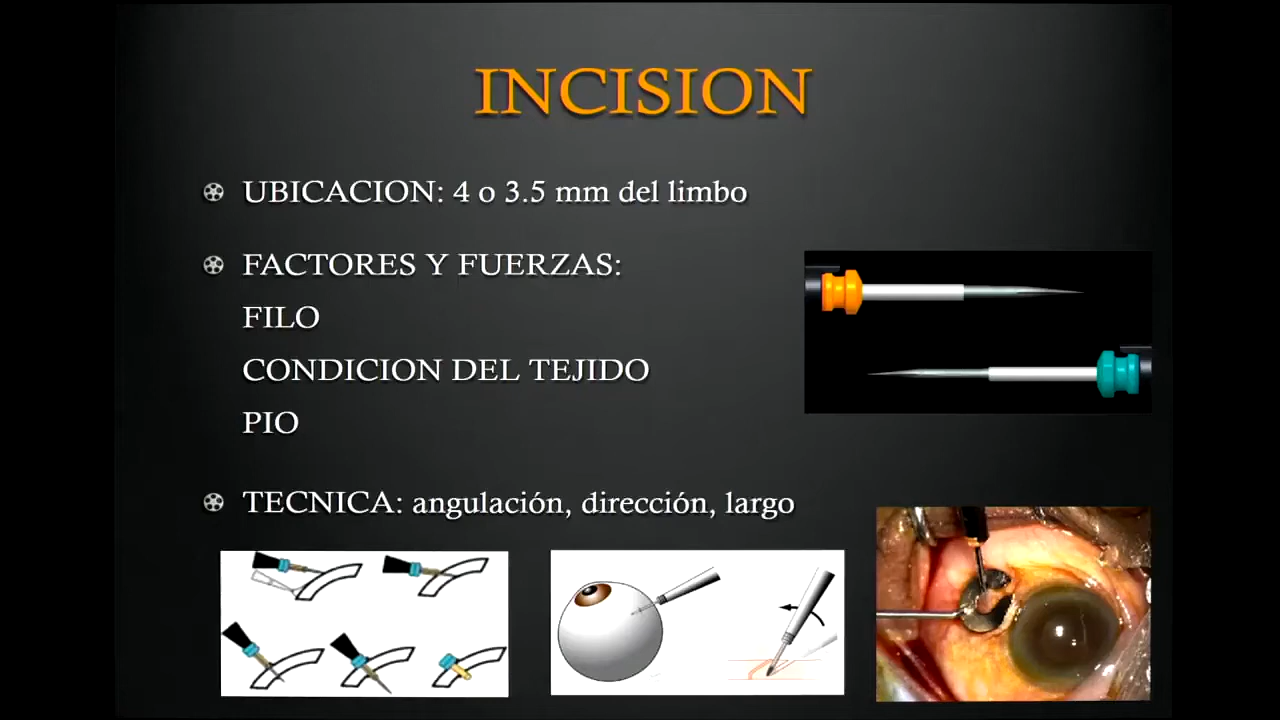 INCISION
UBICACION: 4 o 3.5 mm del limbo
FACTORES Y FUERZAS:
FILO
CONDICION DEL TEJIDO
PIO
TECNICA: angulación, dirección, largo